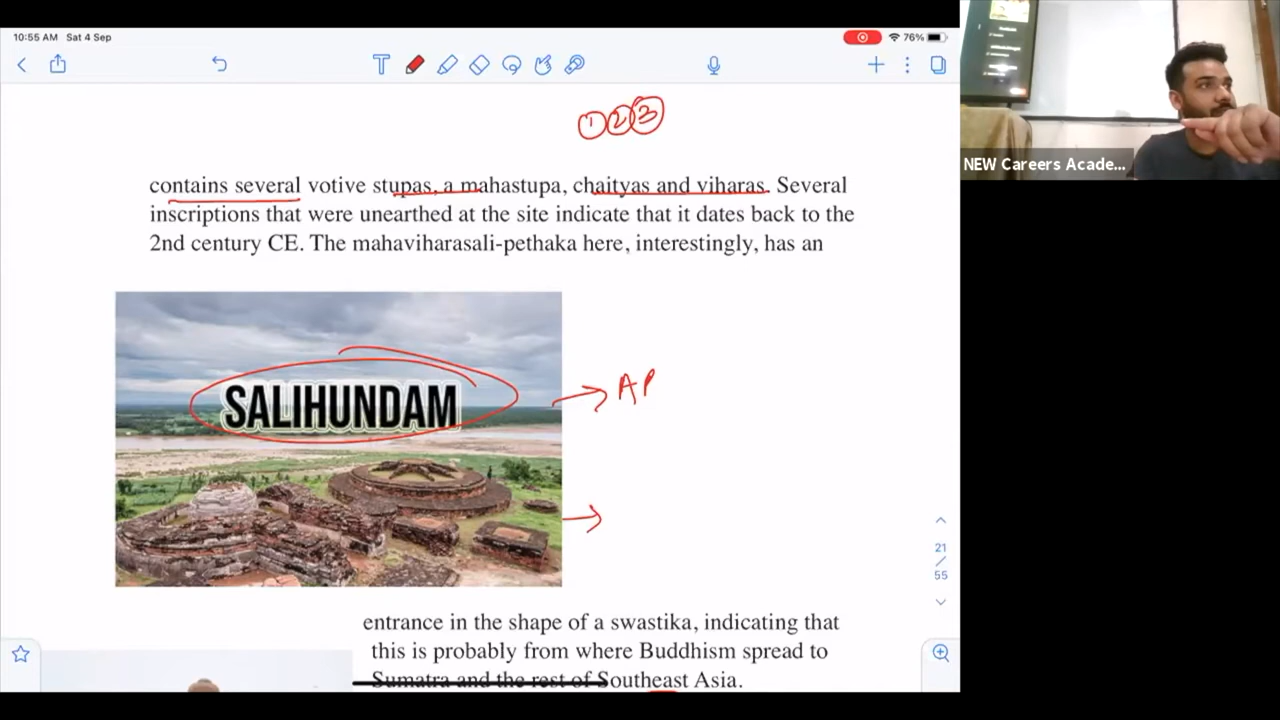 10:55 AM Sat 4 Sep
76%
NEW Careers Acade...
① ② ③
contains several votive stupas, a mahastupa, chaityas and viharas. Several
inscriptions that were unearthed at the site indicate that it dates back to the
2nd century CE. The mahaviharasali-pethaka here, interestingly, has an
SALIHUNDAM
→ AP
→
21
/
55
entrance in the shape of a swastika, indicating that
this is probably from where Buddhism spread to
Sumatra and the rest of Southeast Asia.